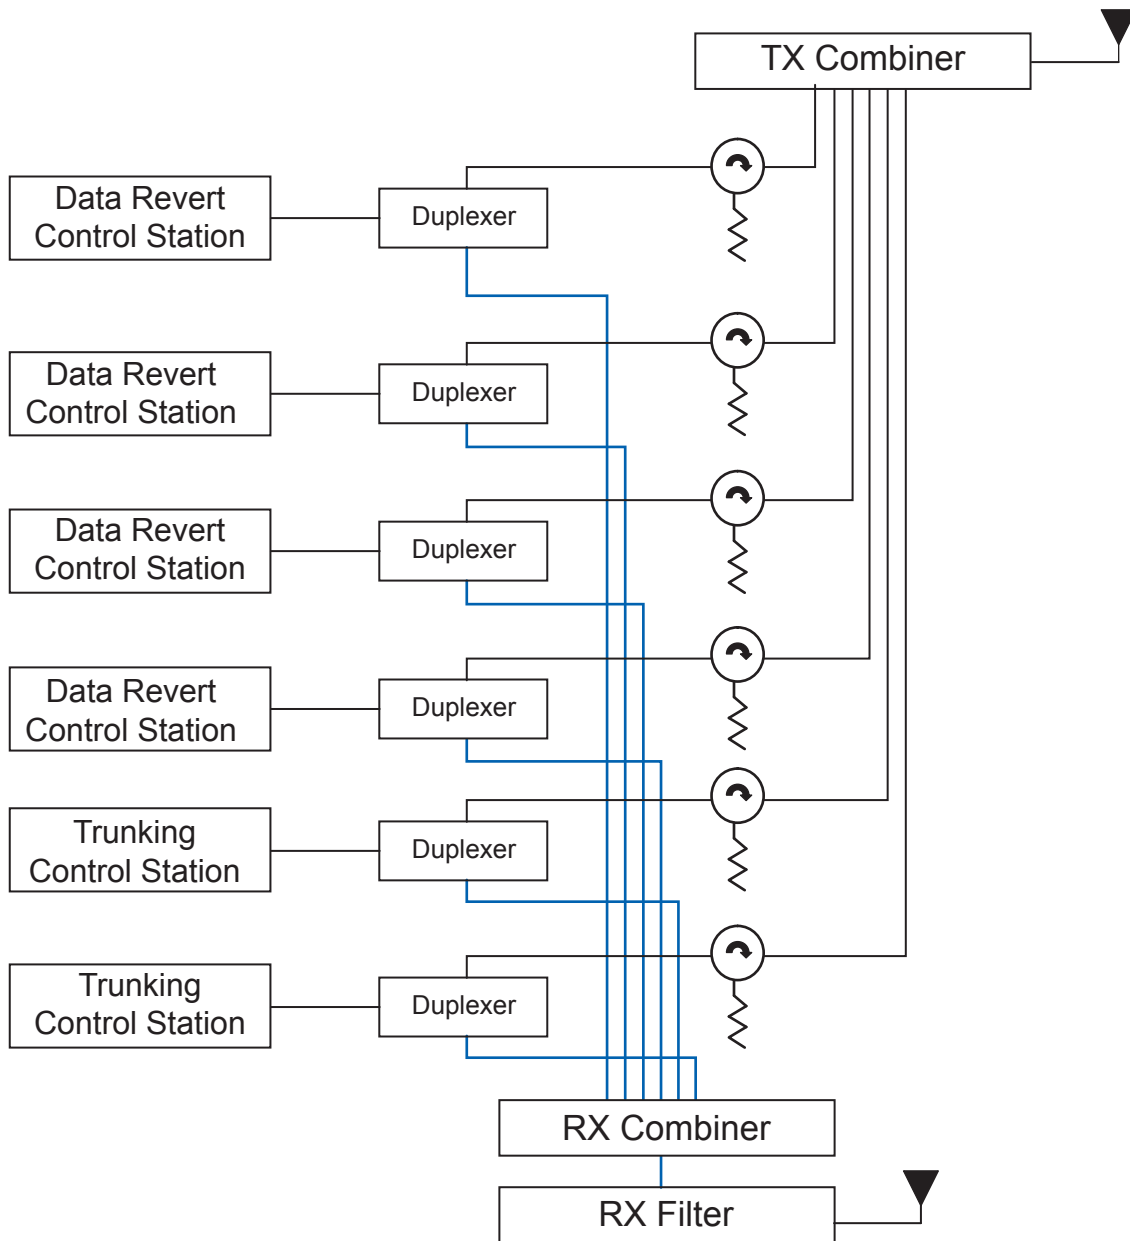 TX Combiner
Data Revert
Control Station
Duplexer
Data Revert
Control Station
Duplexer
Data Revert
Control Station
Duplexer
Data Revert
Control Station
Duplexer
Trunking
Control Station
Duplexer
Trunking
Control Station
Duplexer
RX Combiner
RX Filter